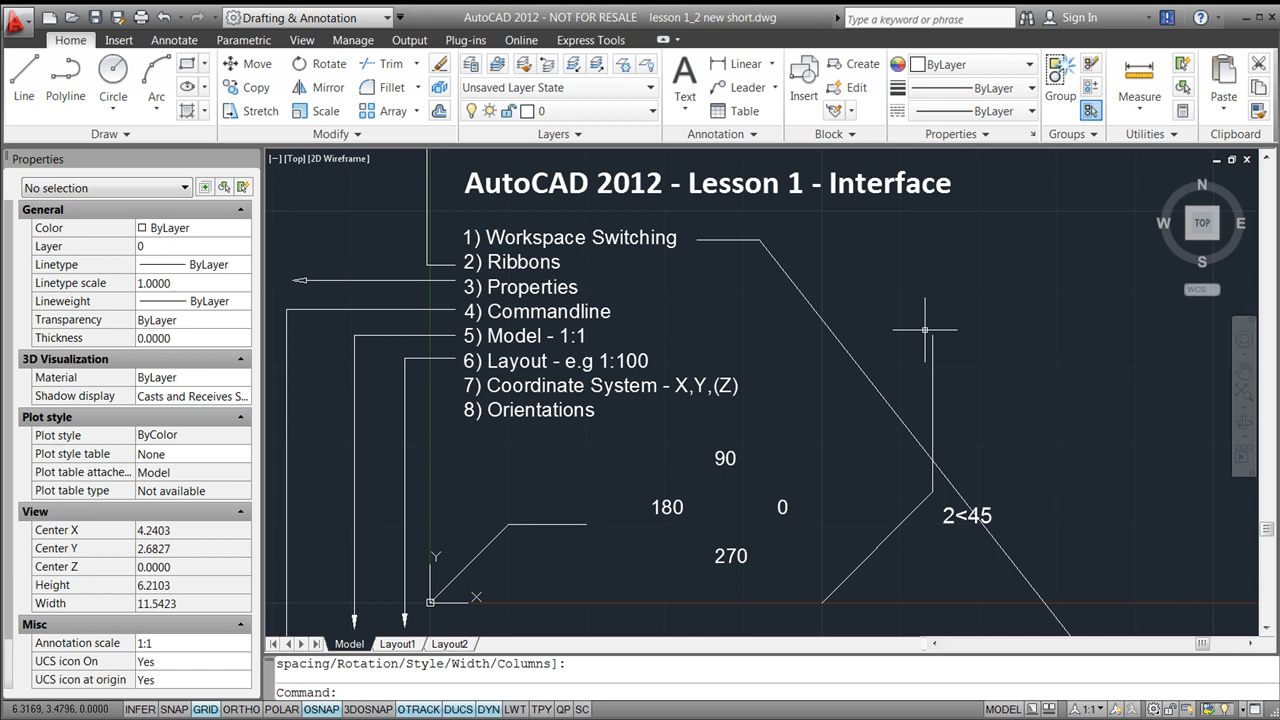 Drafting & Annotation
AutoCAD 2012 - NOT FOR RESALE lesson 1_2 new short.dwg
Type a keyword or phrase
Sign In
Home Insert Annotate Parametric View Manage Output Plug-ins Online Express Tools
Line Polyline Circle Arc
Move Rotate Trim
Copy Mirror Fillet
Stretch Scale Array
Unsaved Layer State
0
Text
Linear
Leader
Table
Insert
Create
Edit
ByLayer
ByLayer
ByLayer
Group
Measure
Paste
Draw Modify Layers Annotation Block Properties Groups Utilities Clipboard
Properties
No selection
General
Color ByLayer
Layer 0
Linetype ByLayer
Linetype scale 1.0000
Lineweight ByLayer
Transparency ByLayer
Thickness 0.0000
3D Visualization
Material ByLayer
Shadow display Casts and Receives S...
Plot style
Plot style ByColor
Plot style table None
Plot table attache... Model
Plot table type Not available
View
Center X 4.2403
Center Y 2.6827
Center Z 0.0000
Height 6.2103
Width 11.5423
Misc
Annotation scale 1:1
UCS icon On Yes
UCS icon at origin Yes
[−] [Top] [2D Wireframe]
AutoCAD 2012 - Lesson 1 - Interface
1) Workspace Switching
2) Ribbons
3) Properties
4) Commandline
5) Model - 1:1
6) Layout - e.g 1:100
7) Coordinate System - X,Y,(Z)
8) Orientations
90
180 0
270
2<45
Y
X
N
W TOP E
S
WCS
Model Layout1 Layout2
spacing/Rotation/Style/Width/Columns]:
Command:
6.3169, 3.4796, 0.0000 INFER SNAP GRID ORTHO POLAR OSNAP 3DOSNAP OTRACK DUCS DYN LWT TPY QP SC MODEL 1:1